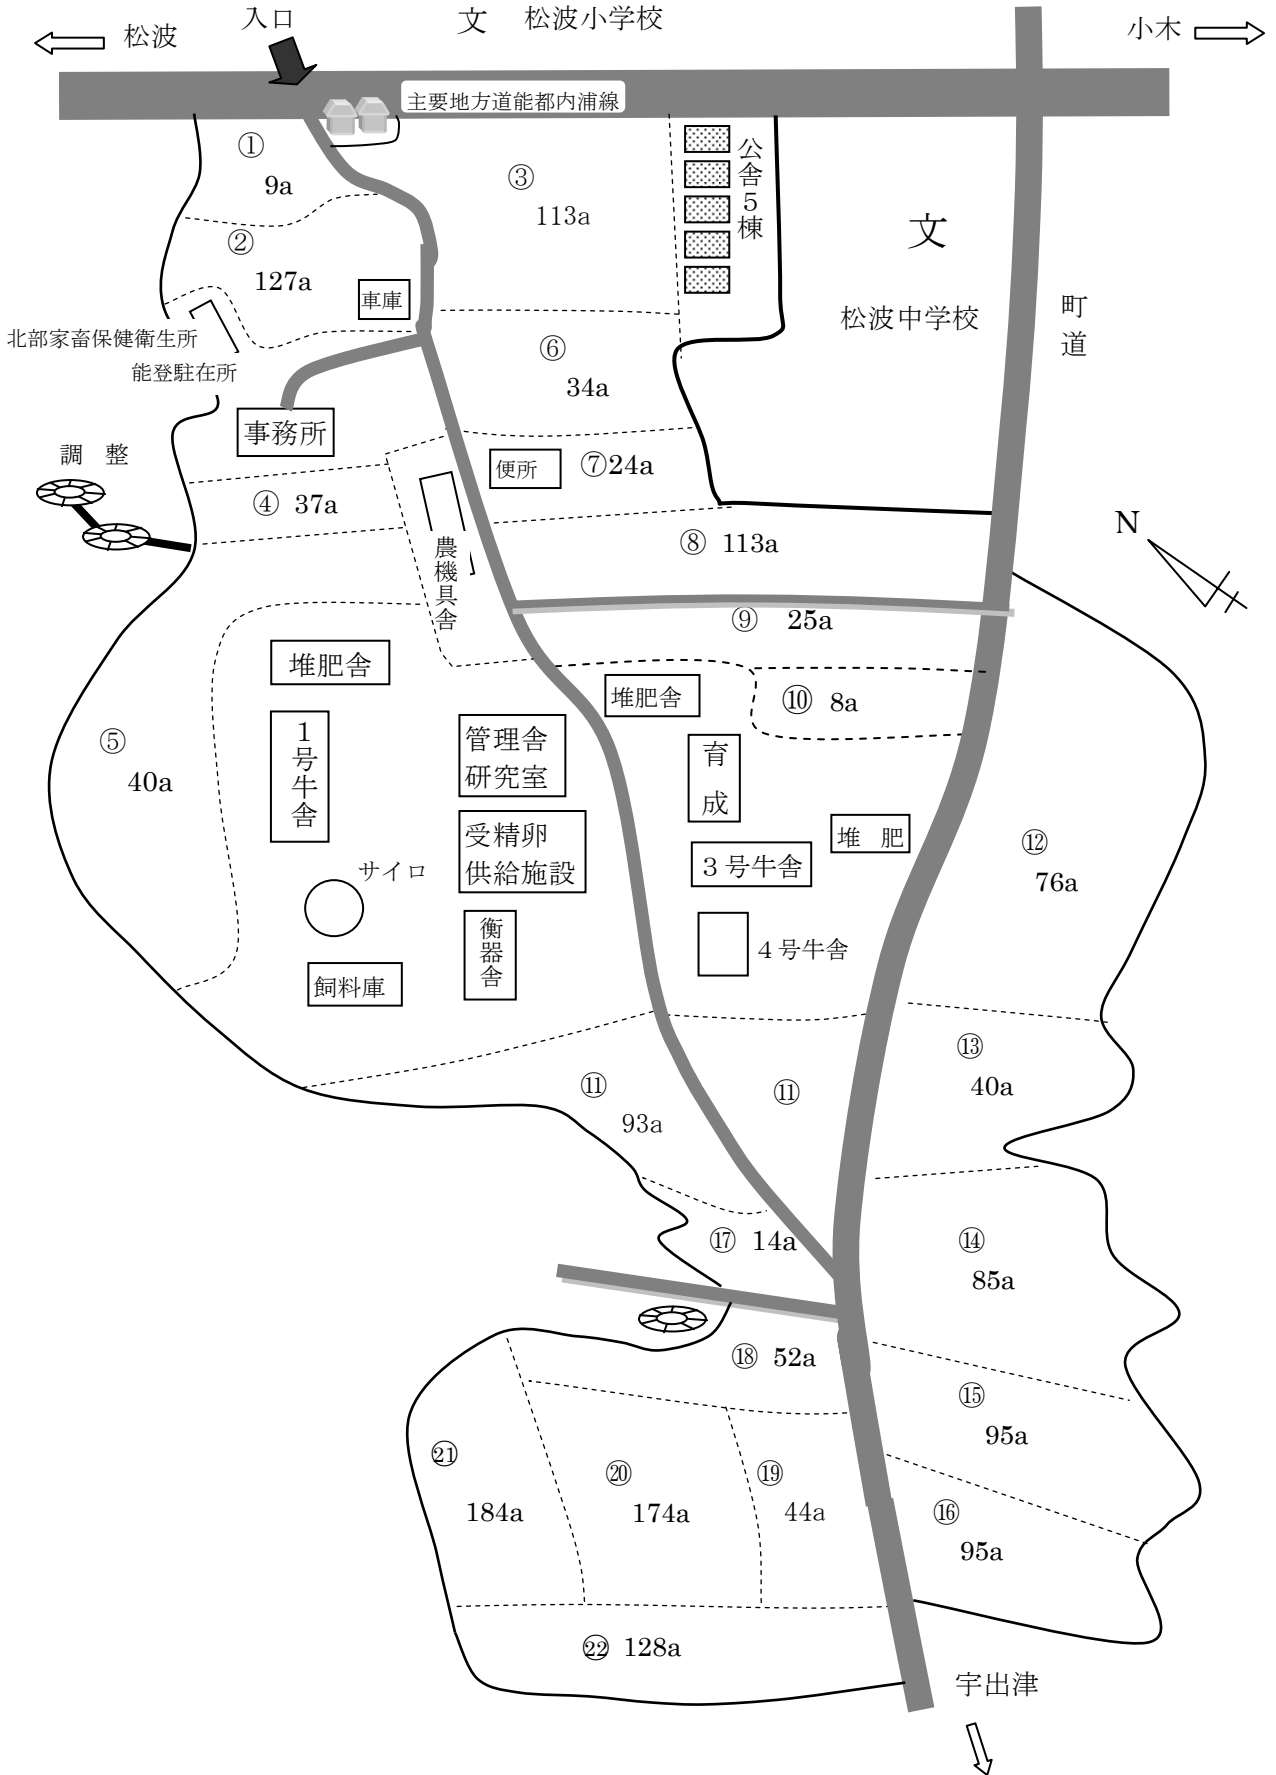 入口
文 松波小学校
松波
小木
主要地方道能都内浦線
①
9a
③
113a
公舎5棟
文
松波中学校
町道
②
127a
車庫
北部家畜保健衛生所
能登駐在所
⑥
34a
事務所
調 整
便所
⑦24a
④ 37a
農機具舎
⑧ 113a
N
⑨ 25a
堆肥舎
堆肥舎
⑩ 8a
⑤
40a
1号牛舎
管理舎
研究室
育成
受精卵
供給施設
堆 肥
3号牛舎
⑫
76a
サイロ
衡器舎
4号牛舎
飼料庫
⑬
40a
⑪
93a
⑪
⑰ 14a
⑭
85a
⑱ 52a
⑮
95a
㉑
184a
⑳
174a
⑲
44a
⑯
95a
㉒ 128a
宇出津